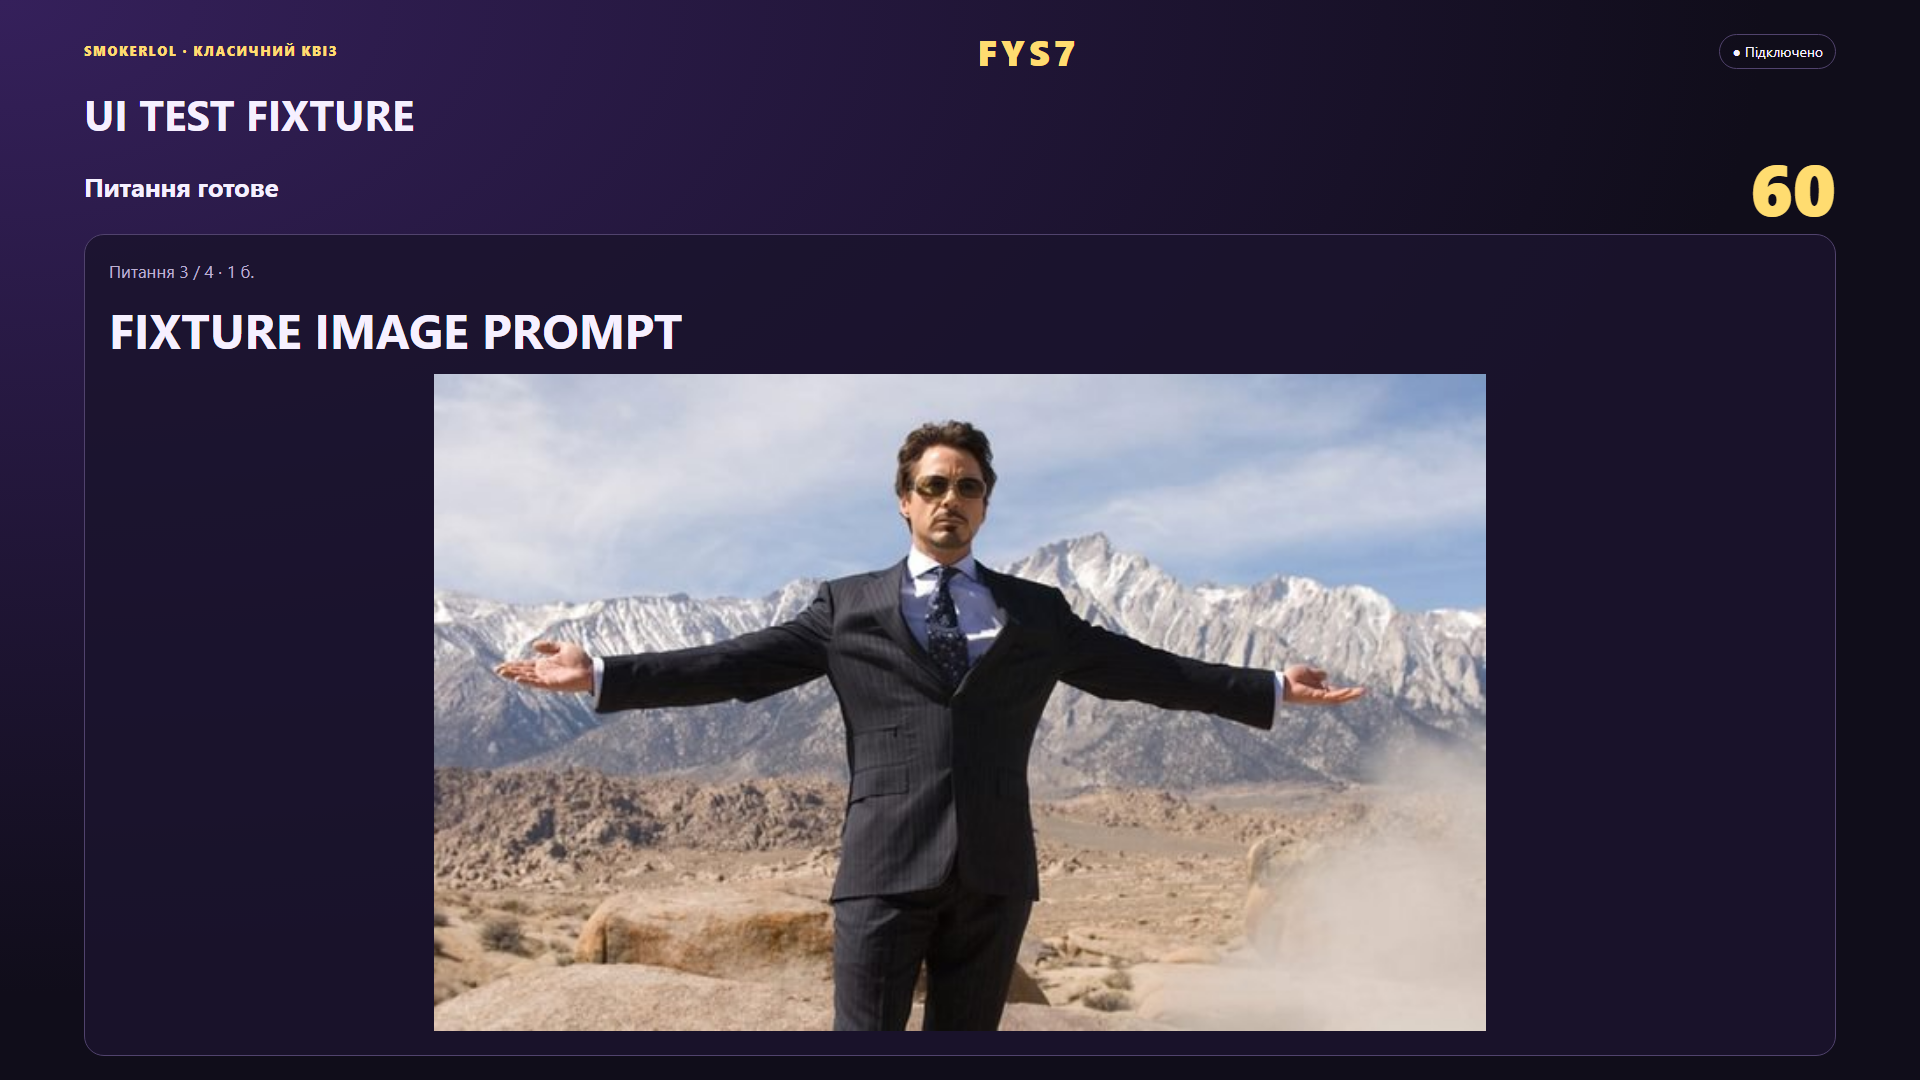 SMOKERLOL · КЛАСИЧНИЙ КВІЗ
FYS7
● Підключено
UI TEST FIXTURE
Питання готове
60
Питання 3 / 4 · 1 б.
FIXTURE IMAGE PROMPT